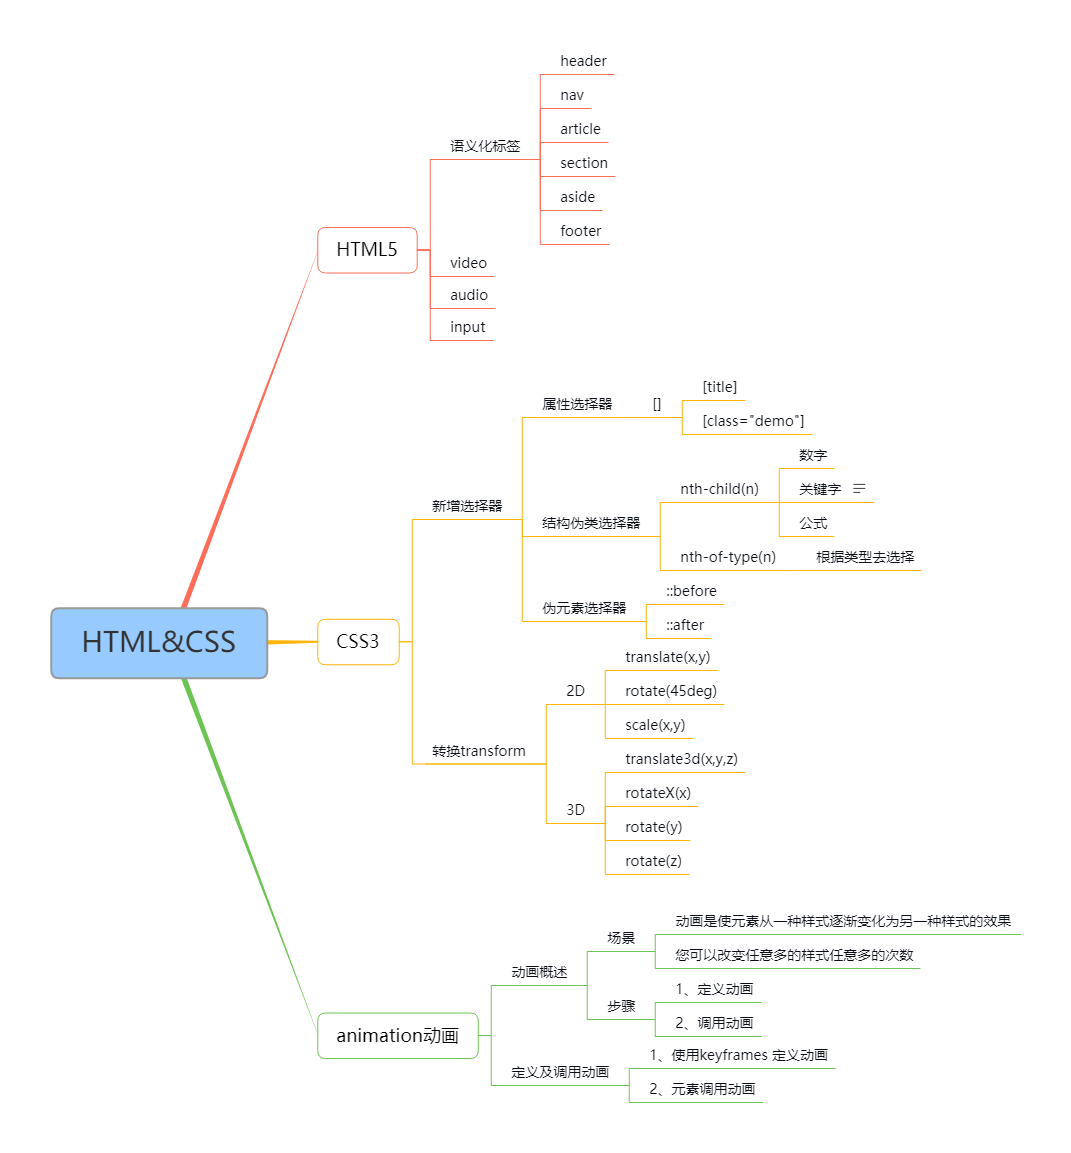 HTML&CSS
HTML5
语义化标签
header
nav
article
section
aside
footer
video
audio
input
CSS3
新增选择器
属性选择器
[]
[title]
[class="demo"]
结构伪类选择器
nth-child(n)
数字
关键字
公式
nth-of-type(n)
根据类型去选择
伪元素选择器
::before
::after
转换transform
2D
translate(x,y)
rotate(45deg)
scale(x,y)
3D
translate3d(x,y,z)
rotateX(x)
rotate(y)
rotate(z)
animation动画
动画概述
场景
动画是使元素从一种样式逐渐变化为另一种样式的效果
您可以改变任意多的样式任意多的次数
步骤
1、定义动画
2、调用动画
定义及调用动画
1、使用keyframes 定义动画
2、元素调用动画